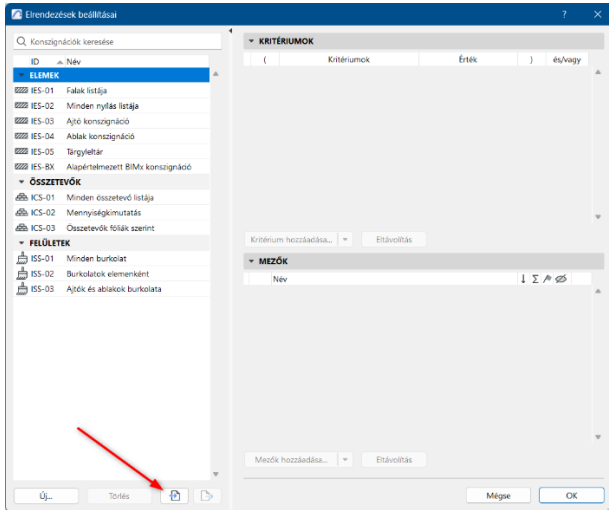 Elrendezések beállításai
?
X
Konszignációk keresése
ID Név
ELEMEK
IES-01 Falak listája
IES-02 Minden nyílás listája
IES-03 Ajtó konszignáció
IES-04 Ablak konszignáció
IES-05 Tárgyleltár
IES-BX Alapértelmezett BIMx konszignáció
ÖSSZETEVŐK
ICS-01 Minden összetevő listája
ICS-02 Mennyiségkimutatás
ICS-03 Összetevők fóliák szerint
FELÜLETEK
ISS-01 Minden burkolat
ISS-02 Burkolatok elemenként
ISS-03 Ajtók és ablakok burkolata
Új...
Törlés
KRITÉRIUMOK
( Kritériumok Érték ) és/vagy
Kritérium hozzáadása...
Eltávolítás
MEZŐK
Név
Mezők hozzáadása...
Eltávolítás
Mégse
OK